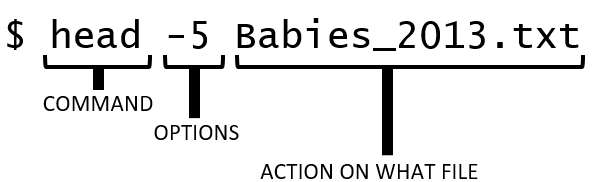 $ head -5 Babies_2013.txt
COMMAND
OPTIONS
ACTION ON WHAT FILE